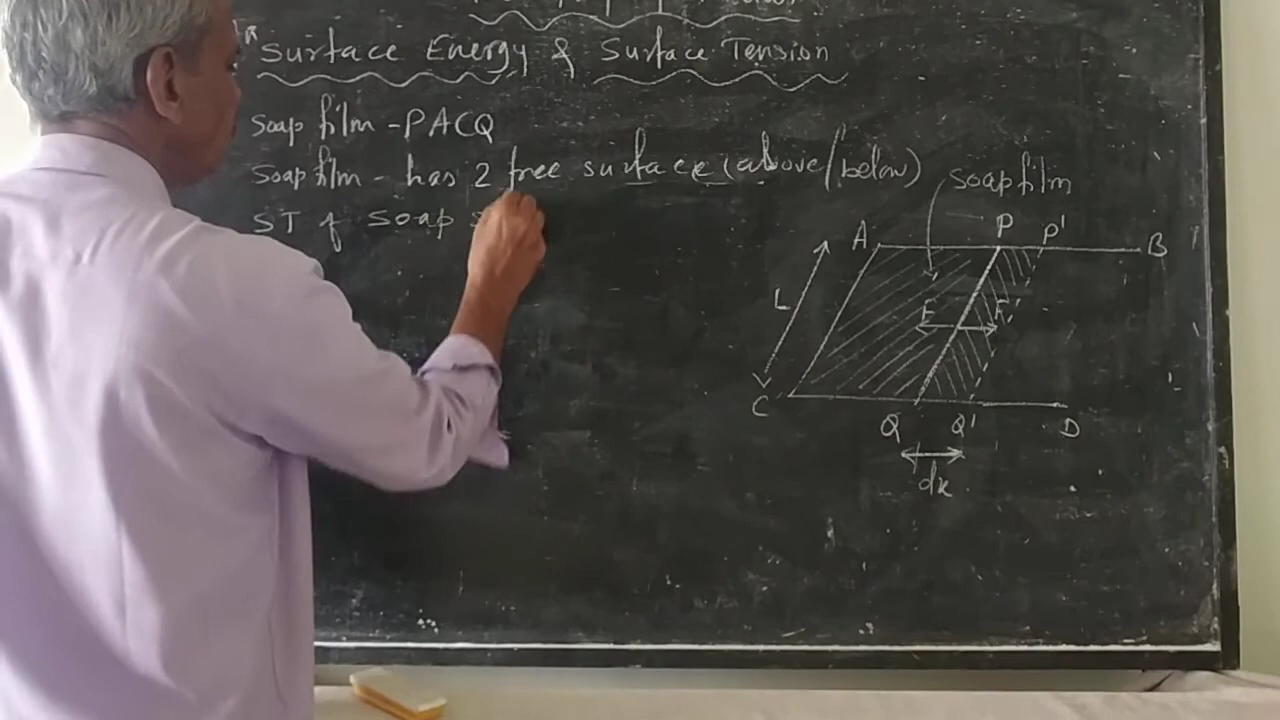 Surface Energy & Surface Tension
Soap film - PACQ
Soap film - has 2 free surface (above/below)
ST of Soap s
soap film
A
P
P'
B
L
F
F'
C
Q
Q'
D
dx